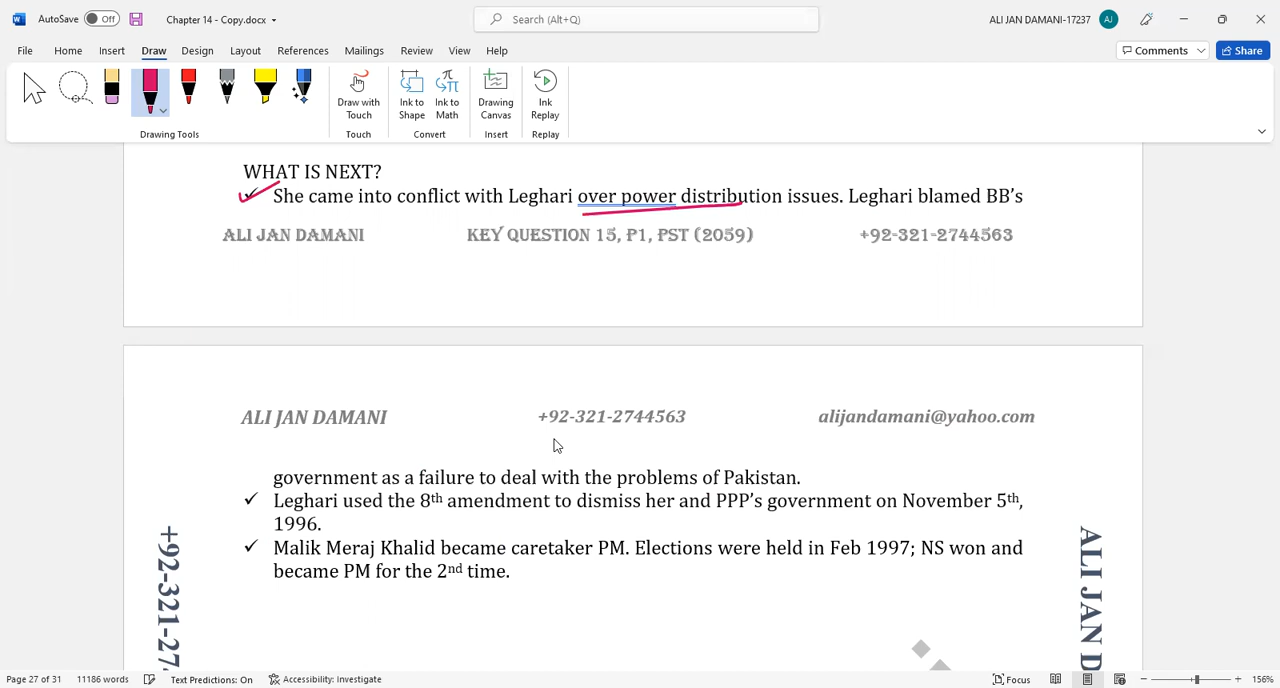 AutoSave Off Chapter 14 - Copy.docx Search (Alt+Q) ALI JAN DAMANI-17237 AJ
File Home Insert Draw Design Layout References Mailings Review View Help Comments Share
Draw with Touch
Ink to Shape
Ink to Math
Drawing Canvas
Ink Replay
Drawing Tools Touch Convert Insert Replay
WHAT IS NEXT?
✓ She came into conflict with Leghari over power distribution issues. Leghari blamed BB's
ALI JAN DAMANI KEY QUESTION 15, P1, PST (2059) +92-321-2744563
ALI JAN DAMANI +92-321-2744563 alijandamani@yahoo.com
government as a failure to deal with the problems of Pakistan.
✓ Leghari used the 8th amendment to dismiss her and PPP's government on November 5th,
1996.
✓ Malik Meraj Khalid became caretaker PM. Elections were held in Feb 1997; NS won and
became PM for the 2nd time.
+92-321-27
ALI JAN D
Page 27 of 31 11186 words Text Predictions: On Accessibility: Investigate Focus 156%